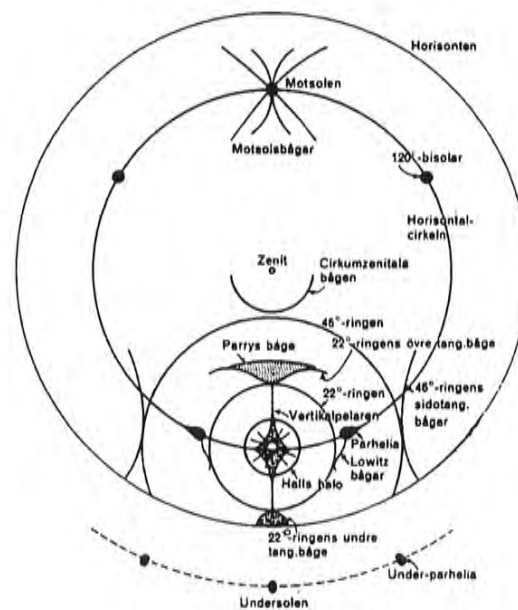 Horisonten
Motsolen
Motsolsbågar
120°-bisolar
Horisontal-
cirkeln
Zenit
Cirkumzenitala
bågen
46°-ringen
22°-ringens övre tang.båge
Parrys båge
22°-ringen
46°-ringens
sidotang.
bågar
Vertikalpelaren
Parhelia
Lowitz
bågar
Halls halo
22°-ringens undre
tang.båge
Under-parhelia
Undersolen